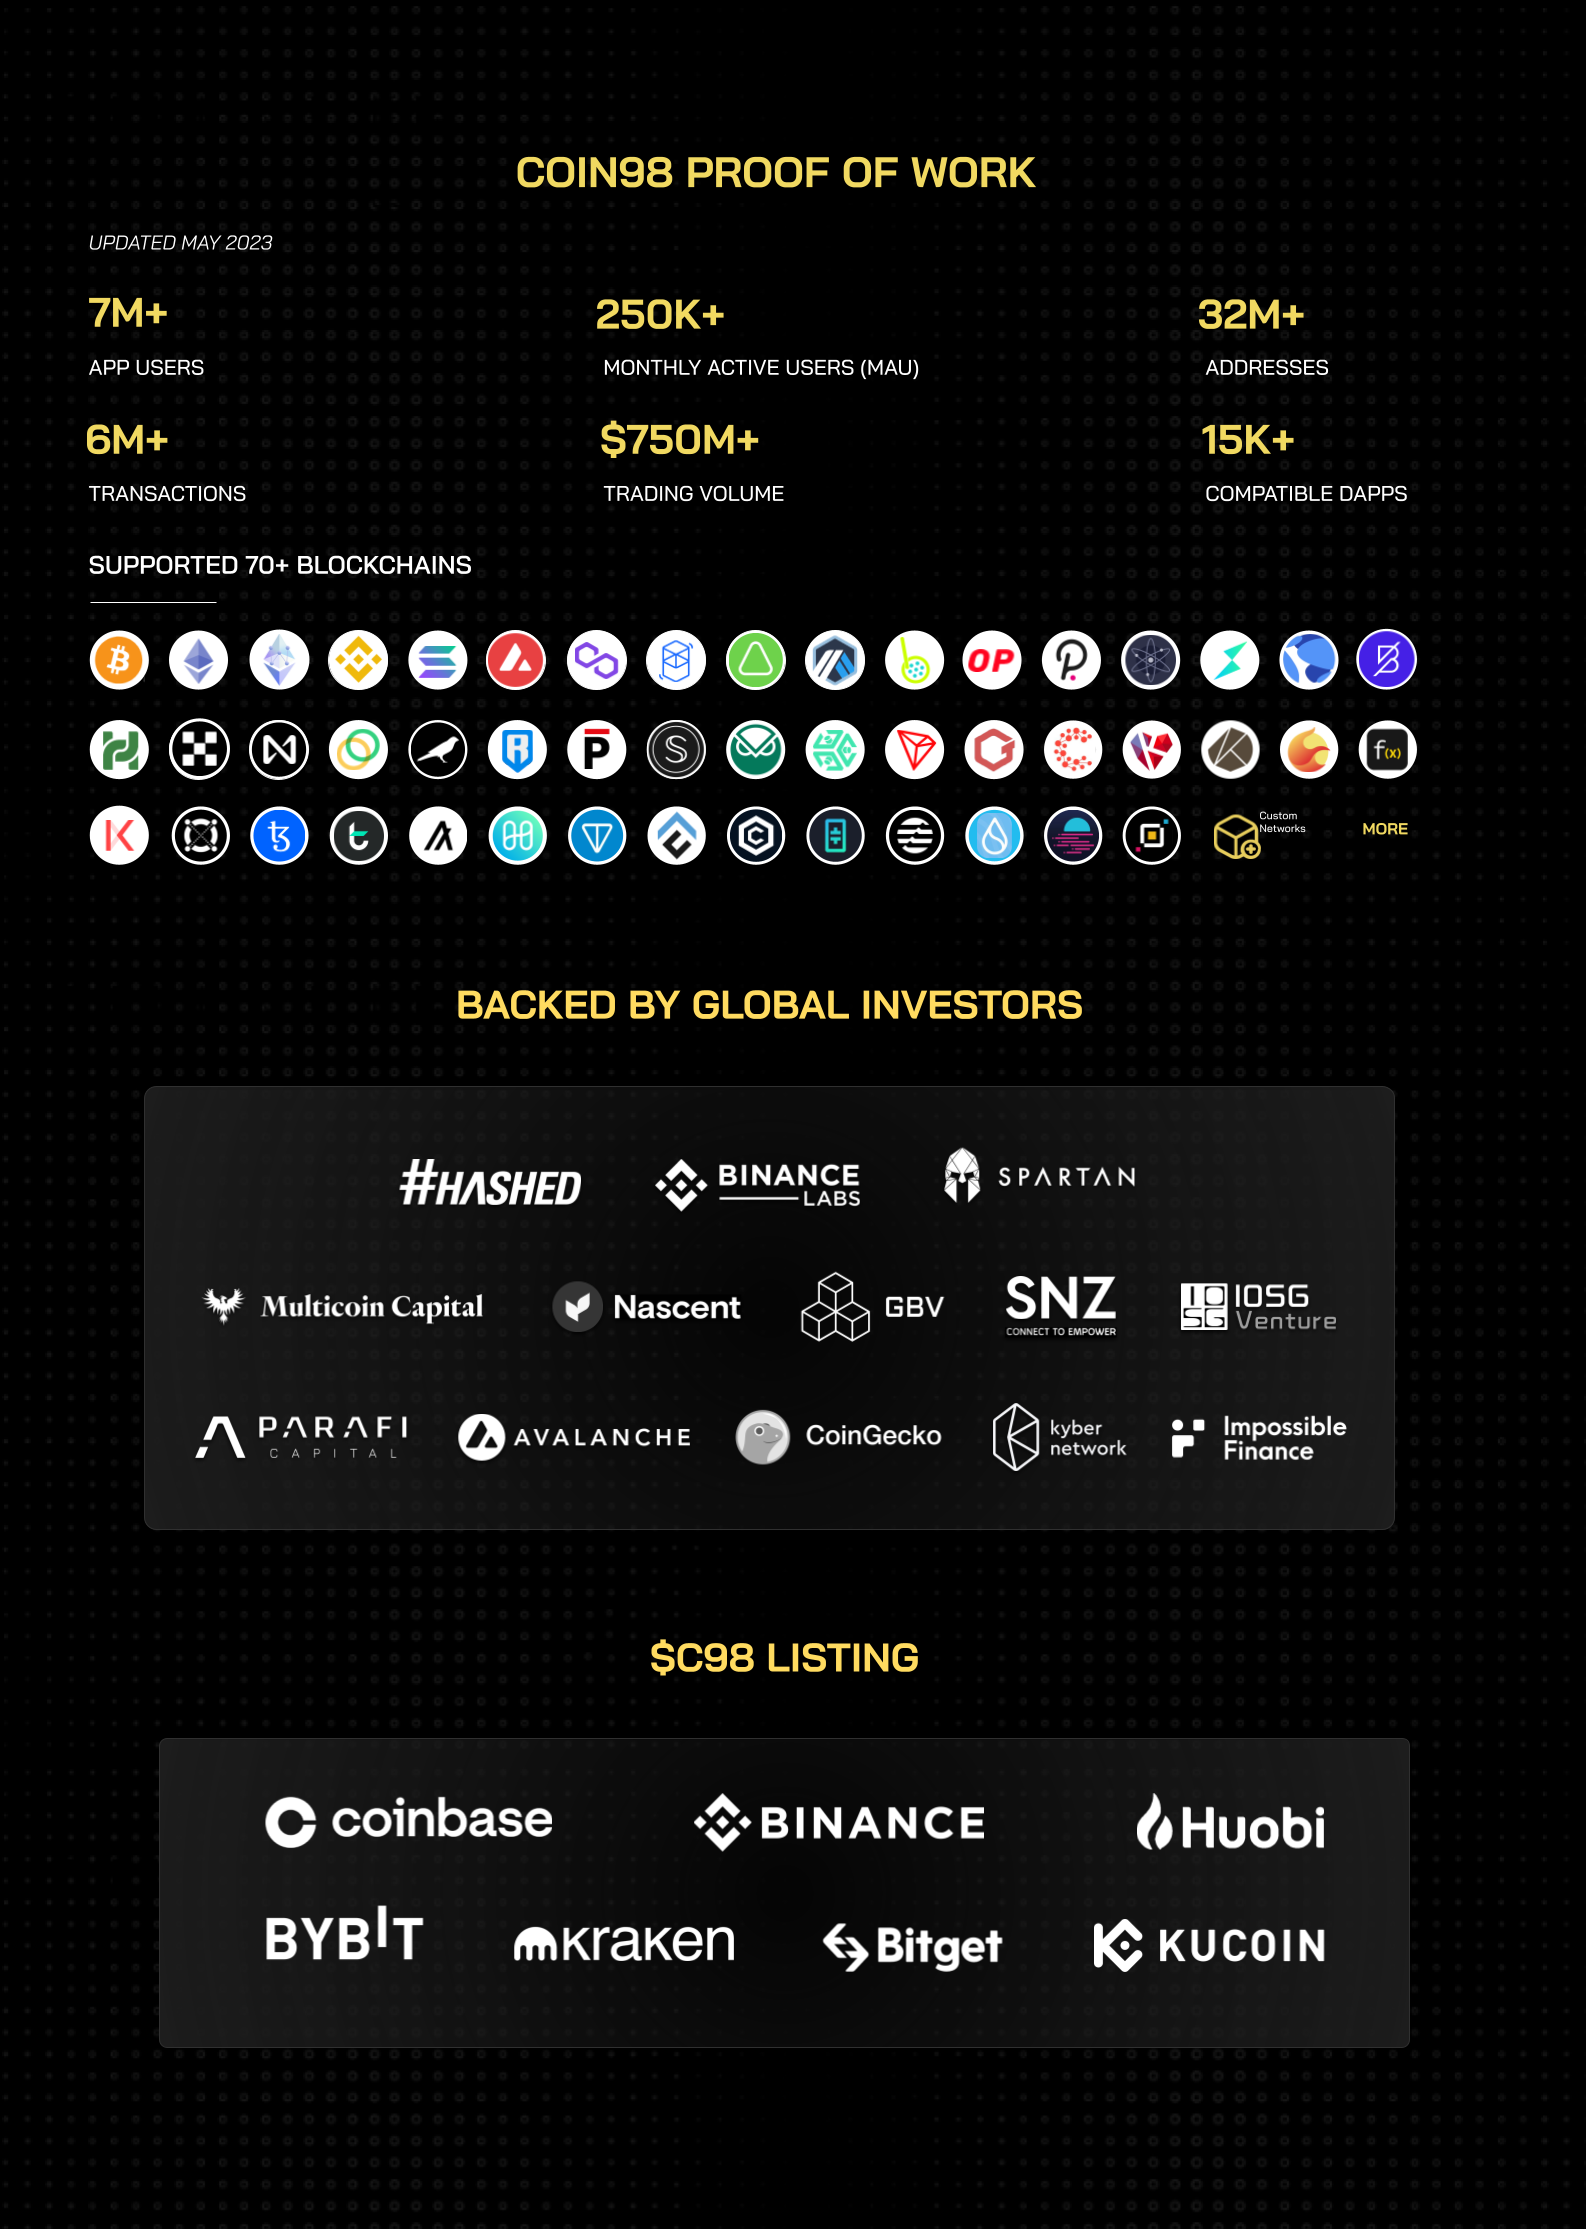 COIN98 PROOF OF WORK
UPDATED MAY 2023
7M+
250K+
32M+
APP USERS
MONTHLY ACTIVE USERS (MAU)
ADDRESSES
6M+
$750M+
15K+
TRANSACTIONS
TRADING VOLUME
COMPATIBLE DAPPS
SUPPORTED 70+ BLOCKCHAINS
OP
f(x)
Custom
Networks
MORE
BACKED BY GLOBAL INVESTORS
#HASHED
BINANCE
LABS
SPARTAN
Multicoin Capital
Nascent
GBV
SNZ
CONNECT TO EMPOWER
IOSG
IOSG
Venture
PARAFI
CAPITAL
AVALANCHE
CoinGecko
kyber
network
Impossible
Finance
$C98 LISTING
coinbase
BINANCE
Huobi
BYBIT
kraken
Bitget
KUCOIN